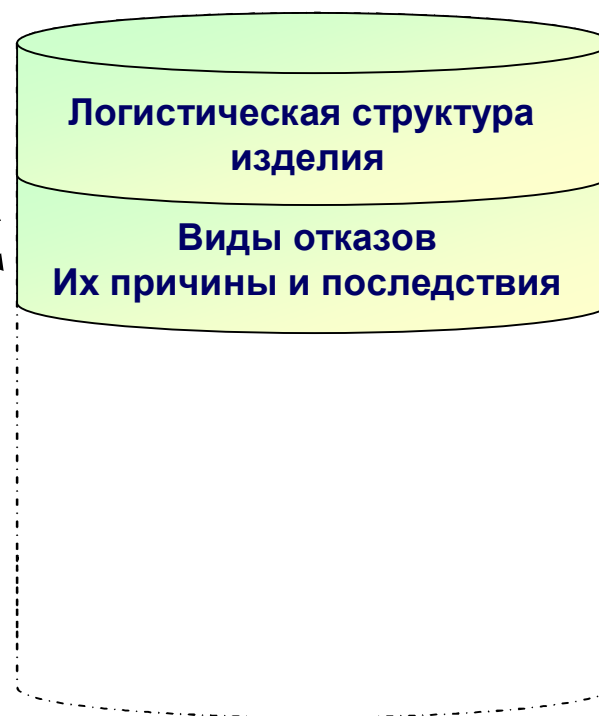 Логистическая структура
изделия
Виды отказов
Их причины и последствия